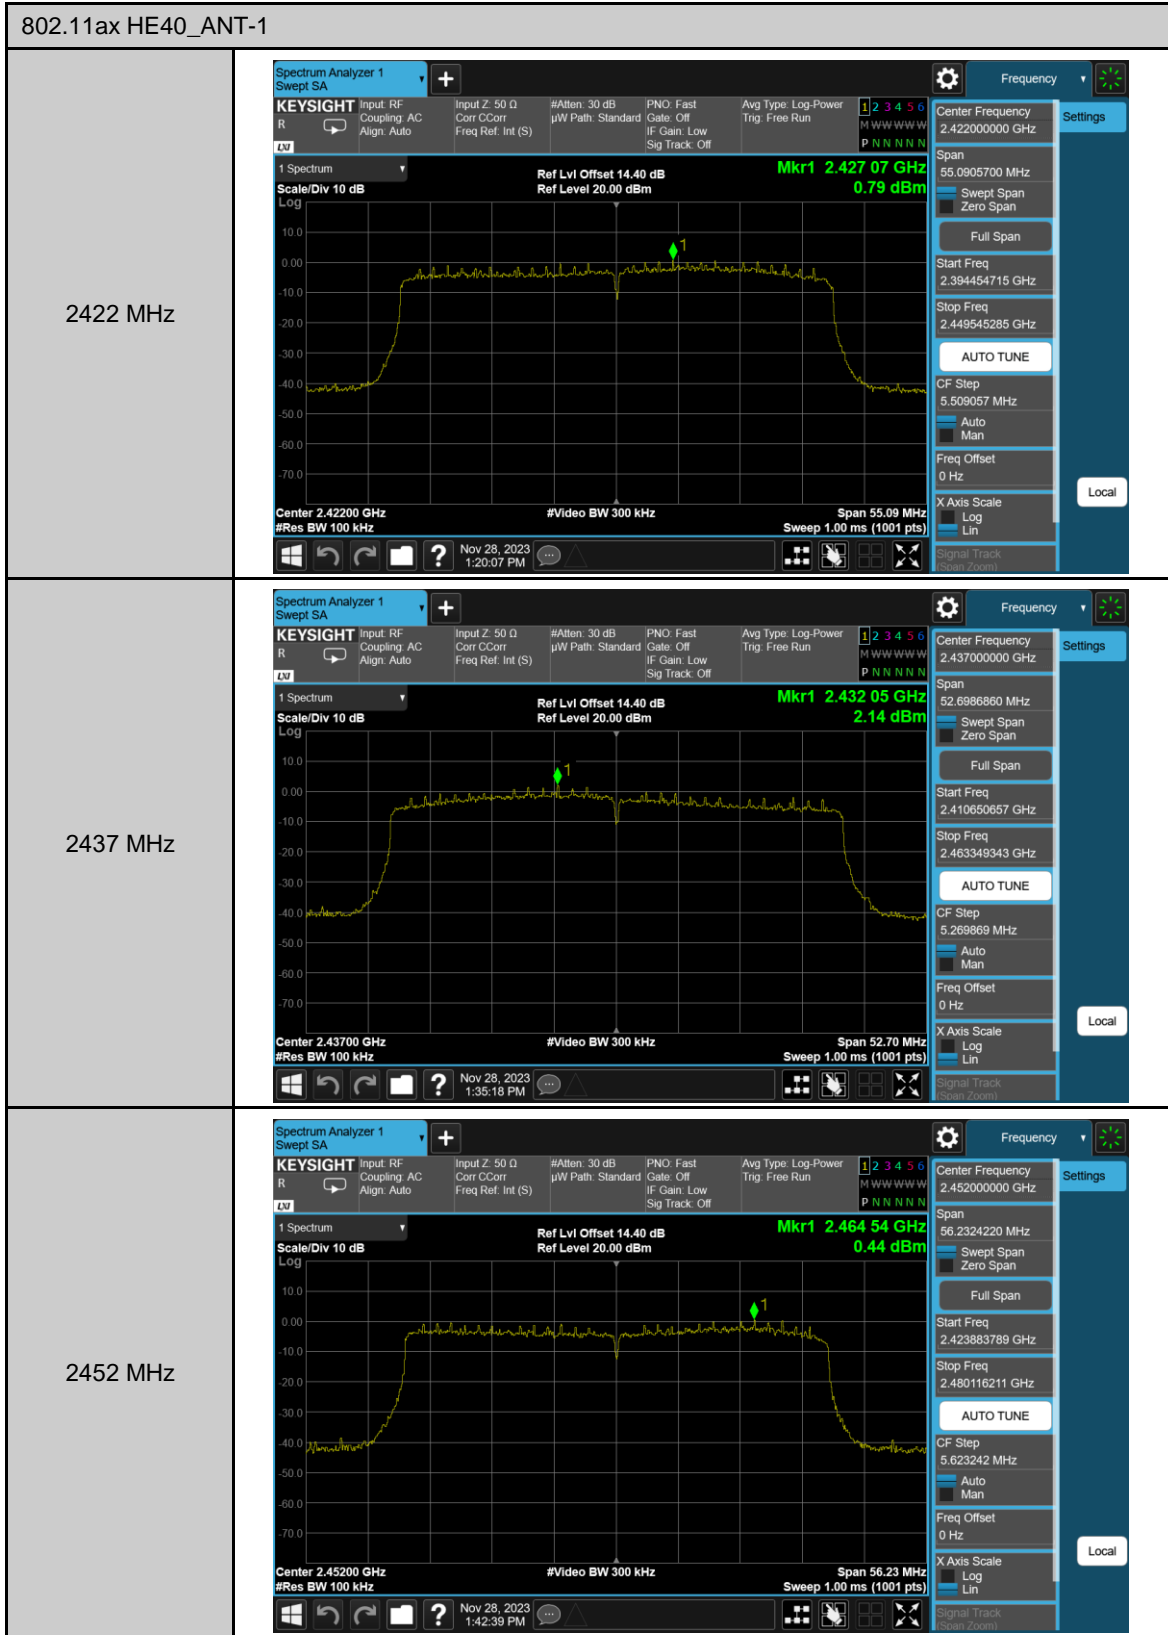 802.11ax HE40_ANT-1
2422 MHz
Spectrum Analyzer 1
Swept SA
+
Frequency
KEYSIGHT
R
LXI
Input: RF
Coupling: AC
Align: Auto
Input Z: 50 Ω
Corr CCorr
Freq Ref: Int (S)
#Atten: 30 dB
µW Path: Standard
PNO: Fast
Gate: Off
IF Gain: Low
Sig Track: Off
Avg Type: Log-Power
Trig: Free Run
1 2 3 4 5 6
M W W W W W
P N N N N N
1 Spectrum
Scale/Div 10 dB
Log
Ref Lvl Offset 14.40 dB
Ref Level 20.00 dBm
Mkr1 2.427 07 GHz
0.79 dBm
1
10.0
0.00
-10.0
-20.0
-30.0
-40.0
-50.0
-60.0
-70.0
Center 2.42200 GHz
#Res BW 100 kHz
#Video BW 300 kHz
Span 55.09 MHz
Sweep 1.00 ms (1001 pts)
?
Nov 28, 2023
1:20:07 PM
Center Frequency
2.422000000 GHz
Span
55.0905700 MHz
Swept Span
Zero Span
Full Span
Start Freq
2.394454715 GHz
Stop Freq
2.449545285 GHz
AUTO TUNE
CF Step
5.509057 MHz
Auto
Man
Freq Offset
0 Hz
X Axis Scale
Log
Lin
Signal Track
(Span Zoom)
Settings
Local
2437 MHz
Spectrum Analyzer 1
Swept SA
+
Frequency
KEYSIGHT
R
LXI
Input: RF
Coupling: AC
Align: Auto
Input Z: 50 Ω
Corr CCorr
Freq Ref: Int (S)
#Atten: 30 dB
µW Path: Standard
PNO: Fast
Gate: Off
IF Gain: Low
Sig Track: Off
Avg Type: Log-Power
Trig: Free Run
1 2 3 4 5 6
M W W W W W
P N N N N N
1 Spectrum
Scale/Div 10 dB
Log
Ref Lvl Offset 14.40 dB
Ref Level 20.00 dBm
Mkr1 2.432 05 GHz
2.14 dBm
1
10.0
0.00
-10.0
-20.0
-30.0
-40.0
-50.0
-60.0
-70.0
Center 2.43700 GHz
#Res BW 100 kHz
#Video BW 300 kHz
Span 52.70 MHz
Sweep 1.00 ms (1001 pts)
?
Nov 28, 2023
1:35:18 PM
Center Frequency
2.437000000 GHz
Span
52.6986860 MHz
Swept Span
Zero Span
Full Span
Start Freq
2.410650657 GHz
Stop Freq
2.463349343 GHz
AUTO TUNE
CF Step
5.269869 MHz
Auto
Man
Freq Offset
0 Hz
X Axis Scale
Log
Lin
Signal Track
(Span Zoom)
Settings
Local
2452 MHz
Spectrum Analyzer 1
Swept SA
+
Frequency
KEYSIGHT
R
LXI
Input: RF
Coupling: AC
Align: Auto
Input Z: 50 Ω
Corr CCorr
Freq Ref: Int (S)
#Atten: 30 dB
µW Path: Standard
PNO: Fast
Gate: Off
IF Gain: Low
Sig Track: Off
Avg Type: Log-Power
Trig: Free Run
1 2 3 4 5 6
M W W W W W
P N N N N N
1 Spectrum
Scale/Div 10 dB
Log
Ref Lvl Offset 14.40 dB
Ref Level 20.00 dBm
Mkr1 2.464 54 GHz
0.44 dBm
1
10.0
0.00
-10.0
-20.0
-30.0
-40.0
-50.0
-60.0
-70.0
Center 2.45200 GHz
#Res BW 100 kHz
#Video BW 300 kHz
Span 56.23 MHz
Sweep 1.00 ms (1001 pts)
?
Nov 28, 2023
1:42:39 PM
Center Frequency
2.452000000 GHz
Span
56.2324220 MHz
Swept Span
Zero Span
Full Span
Start Freq
2.423883789 GHz
Stop Freq
2.480116211 GHz
AUTO TUNE
CF Step
5.623242 MHz
Auto
Man
Freq Offset
0 Hz
X Axis Scale
Log
Lin
Signal Track
(Span Zoom)
Settings
Local